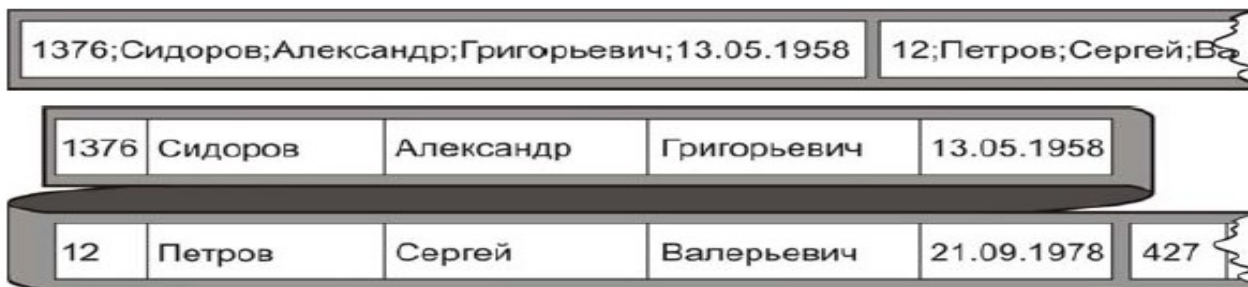 1376;Сидоров;Александр;Григорьевич;13.05.1958 12;Петров;Сергей;Ва
1376 Сидоров Александр Григорьевич 13.05.1958
12 Петров Сергей Валерьевич 21.09.1978 427